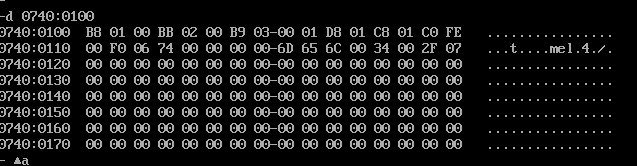 -d 0740:0100
0740:0100 B8 01 00 BB 02 00 B9 03-00 01 D8 01 C8 01 C0 FE ................
0740:0110 00 F0 06 74 00 00 00 00-6D 65 6C 00 34 00 2F 07 ...t....mel.4./.
0740:0120 00 00 00 00 00 00 00 00-00 00 00 00 00 00 00 00 ................
0740:0130 00 00 00 00 00 00 00 00-00 00 00 00 00 00 00 00 ................
0740:0140 00 00 00 00 00 00 00 00-00 00 00 00 00 00 00 00 ................
0740:0150 00 00 00 00 00 00 00 00-00 00 00 00 00 00 00 00 ................
0740:0160 00 00 00 00 00 00 00 00-00 00 00 00 00 00 00 00 ................
0740:0170 00 00 00 00 00 00 00 00-00 00 00 00 00 00 00 00 ................
- ▲a